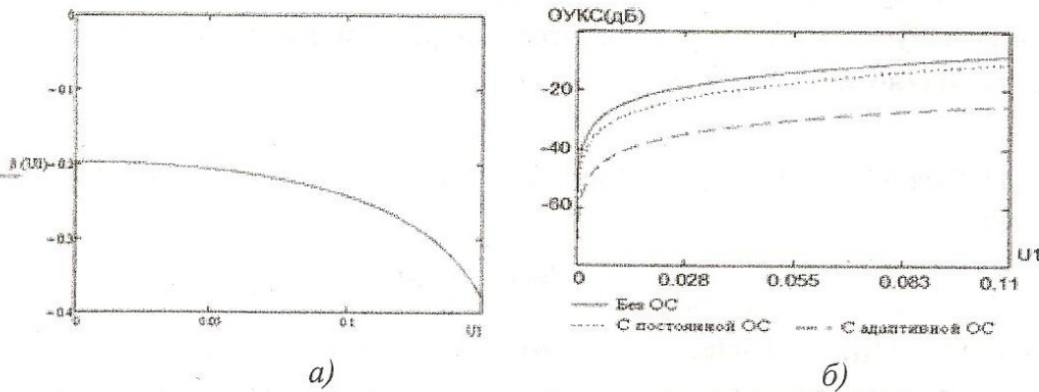 0
-0.1
β (U1)-0.2
-0.3
-0.4
0
0.05
0.1
U1
а)
ОУКС(дБ)
-20
-40
-60
0
0.028
0.055
0.083
0.11
U1
Без ОС
С постоянной ОС
С адаптивной ОС
б)